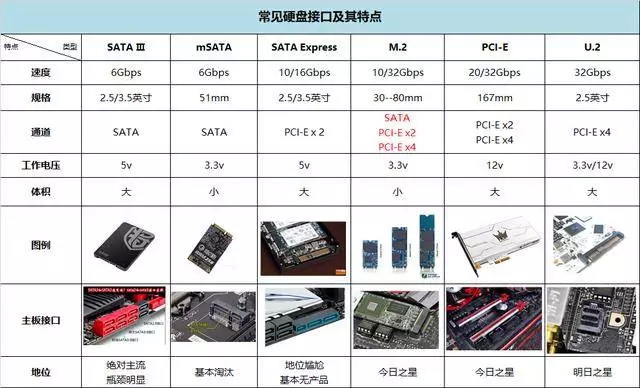 常见硬盘接口及其特点
特点 类型 SATA Ⅲ mSATA SATA Express M.2 PCI-E U.2
速度 6Gbps 6Gbps 10/16Gbps 10/32Gbps 20/32Gbps 32Gbps
规格 2.5/3.5英寸 51mm 2.5/3.5英寸 30--80mm 167mm 2.5英寸
通道 SATA SATA PCI-E x 2 SATA PCI-E x2 PCI-E x4 PCI-E x2 PCI-E x4 PCI-E x4
工作电压 5v 3.3v 5v 3.3v 12v 3.3v/12v
体积 大 小 大 小 大 大
图例
主板接口
地位 绝对主流 瓶颈明显 基本淘汰 地位尴尬 基本无产品 今日之星 今日之星 明日之星